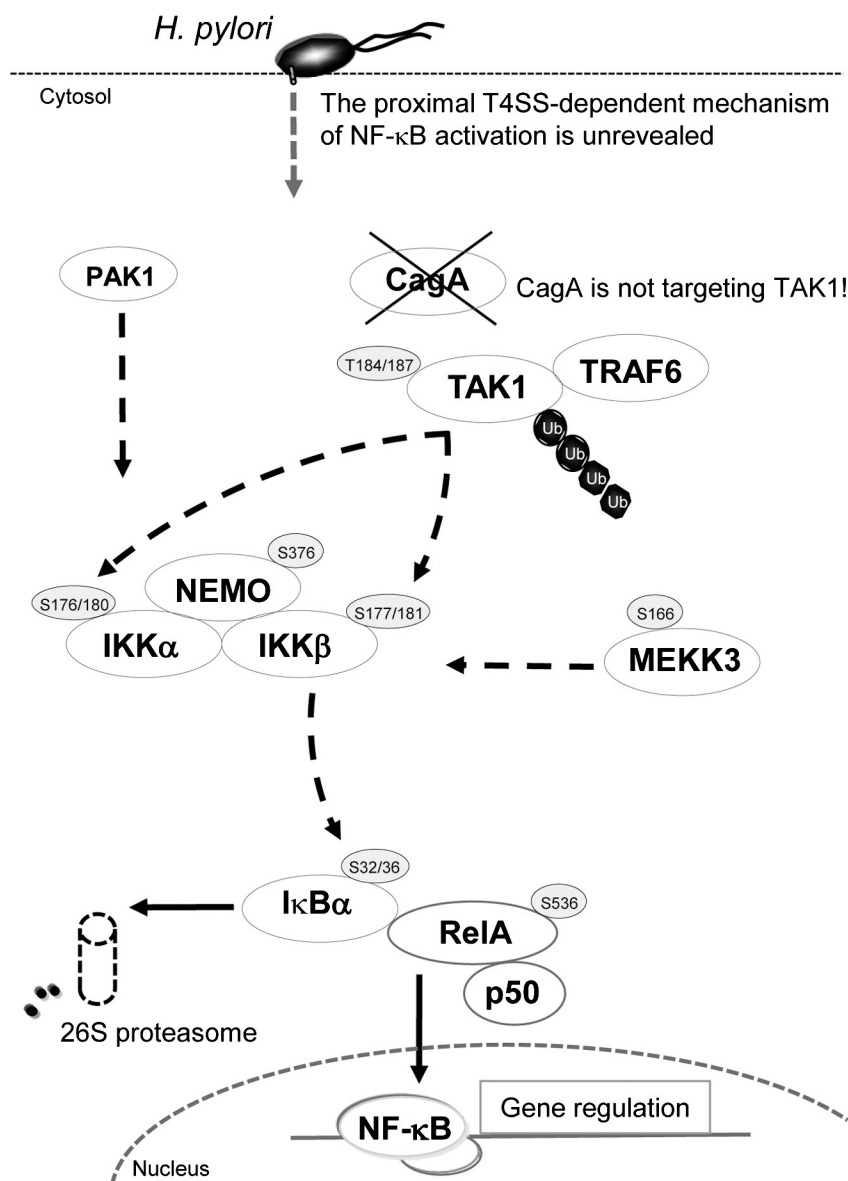 H. pylori
Cytosol
The proximal T4SS-dependent mechanism
of NF-κB activation is unrevealed
PAK1
CagA
CagA is not targeting TAK1!
T184/187
TAK1
TRAF6
Ub
Ub
Ub
Ub
S376
NEMO
S176/180
S177/181
IKKα
IKKβ
S166
MEKK3
S32/36
IκBα
S536
RelA
p50
26S proteasome
Gene regulation
NF-κB
Nucleus